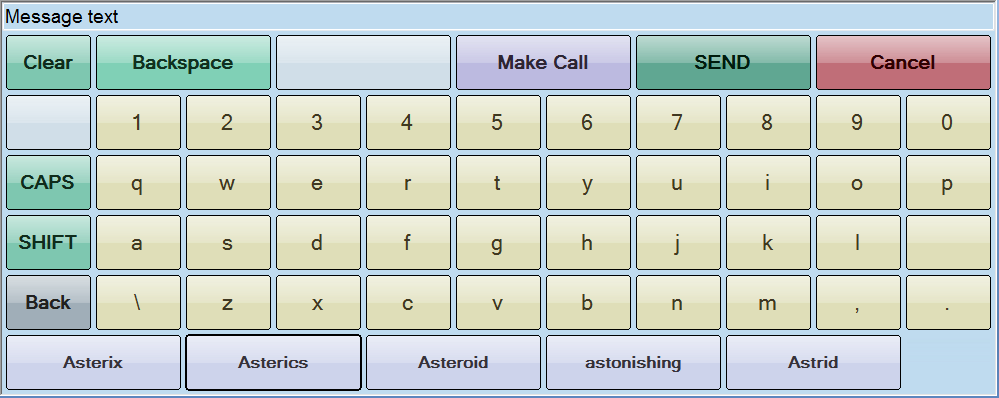 Message text
Clear Backspace Make Call SEND Cancel
1 2 3 4 5 6 7 8 9 0
CAPS q w e r t y u i o p
SHIFT a s d f g h j k l
Back \ z x c v b n m , .
Asterix Asterics Asteroid astonishing Astrid